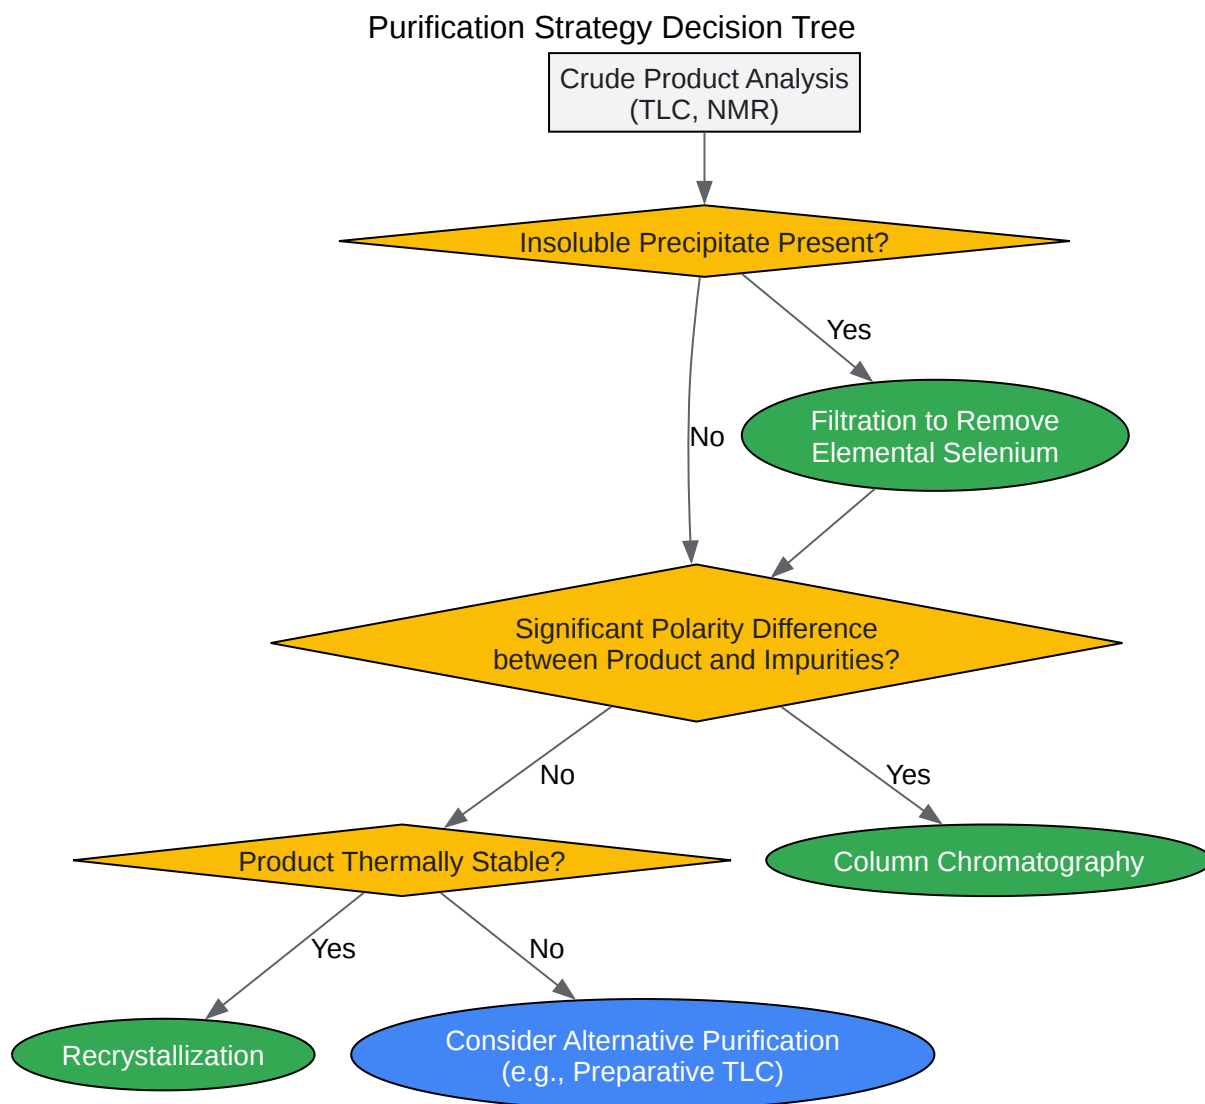 Purification Strategy Decision Tree
Crude Product Analysis
(TLC, NMR)
Insoluble Precipitate Present?
Yes
No
Filtration to Remove
Elemental Selenium
Significant Polarity Difference
between Product and Impurities?
No
Yes
Product Thermally Stable?
Column Chromatography
Yes
No
Recrystallization
Consider Alternative Purification
(e.g., Preparative TLC)